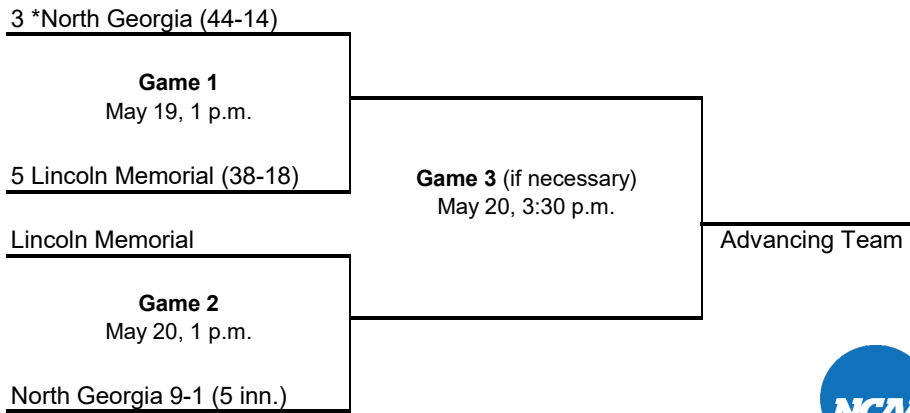 3 *North Georgia (44-14)
Game 1
May 19, 1 p.m.
5 Lincoln Memorial (38-18)
Game 3 (if necessary)
May 20, 3:30 p.m.
Lincoln Memorial
Advancing Team
Game 2
May 20, 1 p.m.
North Georgia 9-1 (5 inn.)